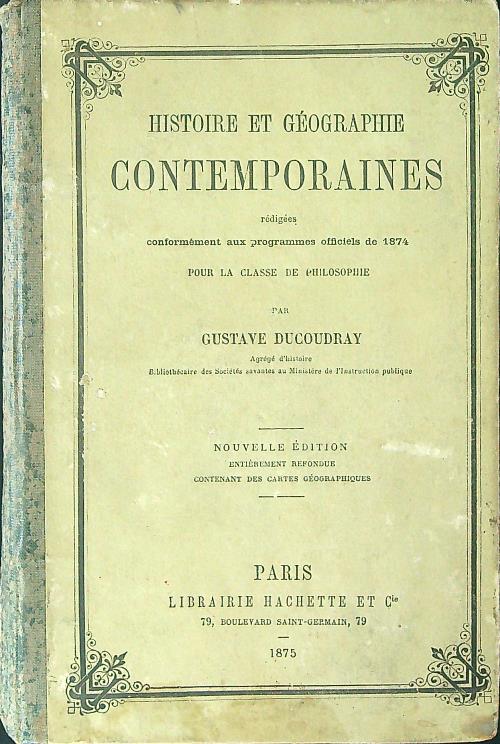 HISTOIRE ET GÉOGRAPHIE
CONTEMPORAINES
rédigées
conformément aux programmes officiels de 1874
POUR LA CLASSE DE PHILOSOPHIE
PAR
GUSTAVE DUCOUDRAY
Agrégé d'histoire
Bibliothécaire des Sociétés savantes au Ministère de l'Instruction publique
NOUVELLE ÉDITION
ENTIÈREMENT REFONDUE
CONTENANT DES CARTES GÉOGRAPHIQUES
PARIS
LIBRAIRIE HACHETTE ET Cie
79, BOULEVARD SAINT-GERMAIN, 79
1875